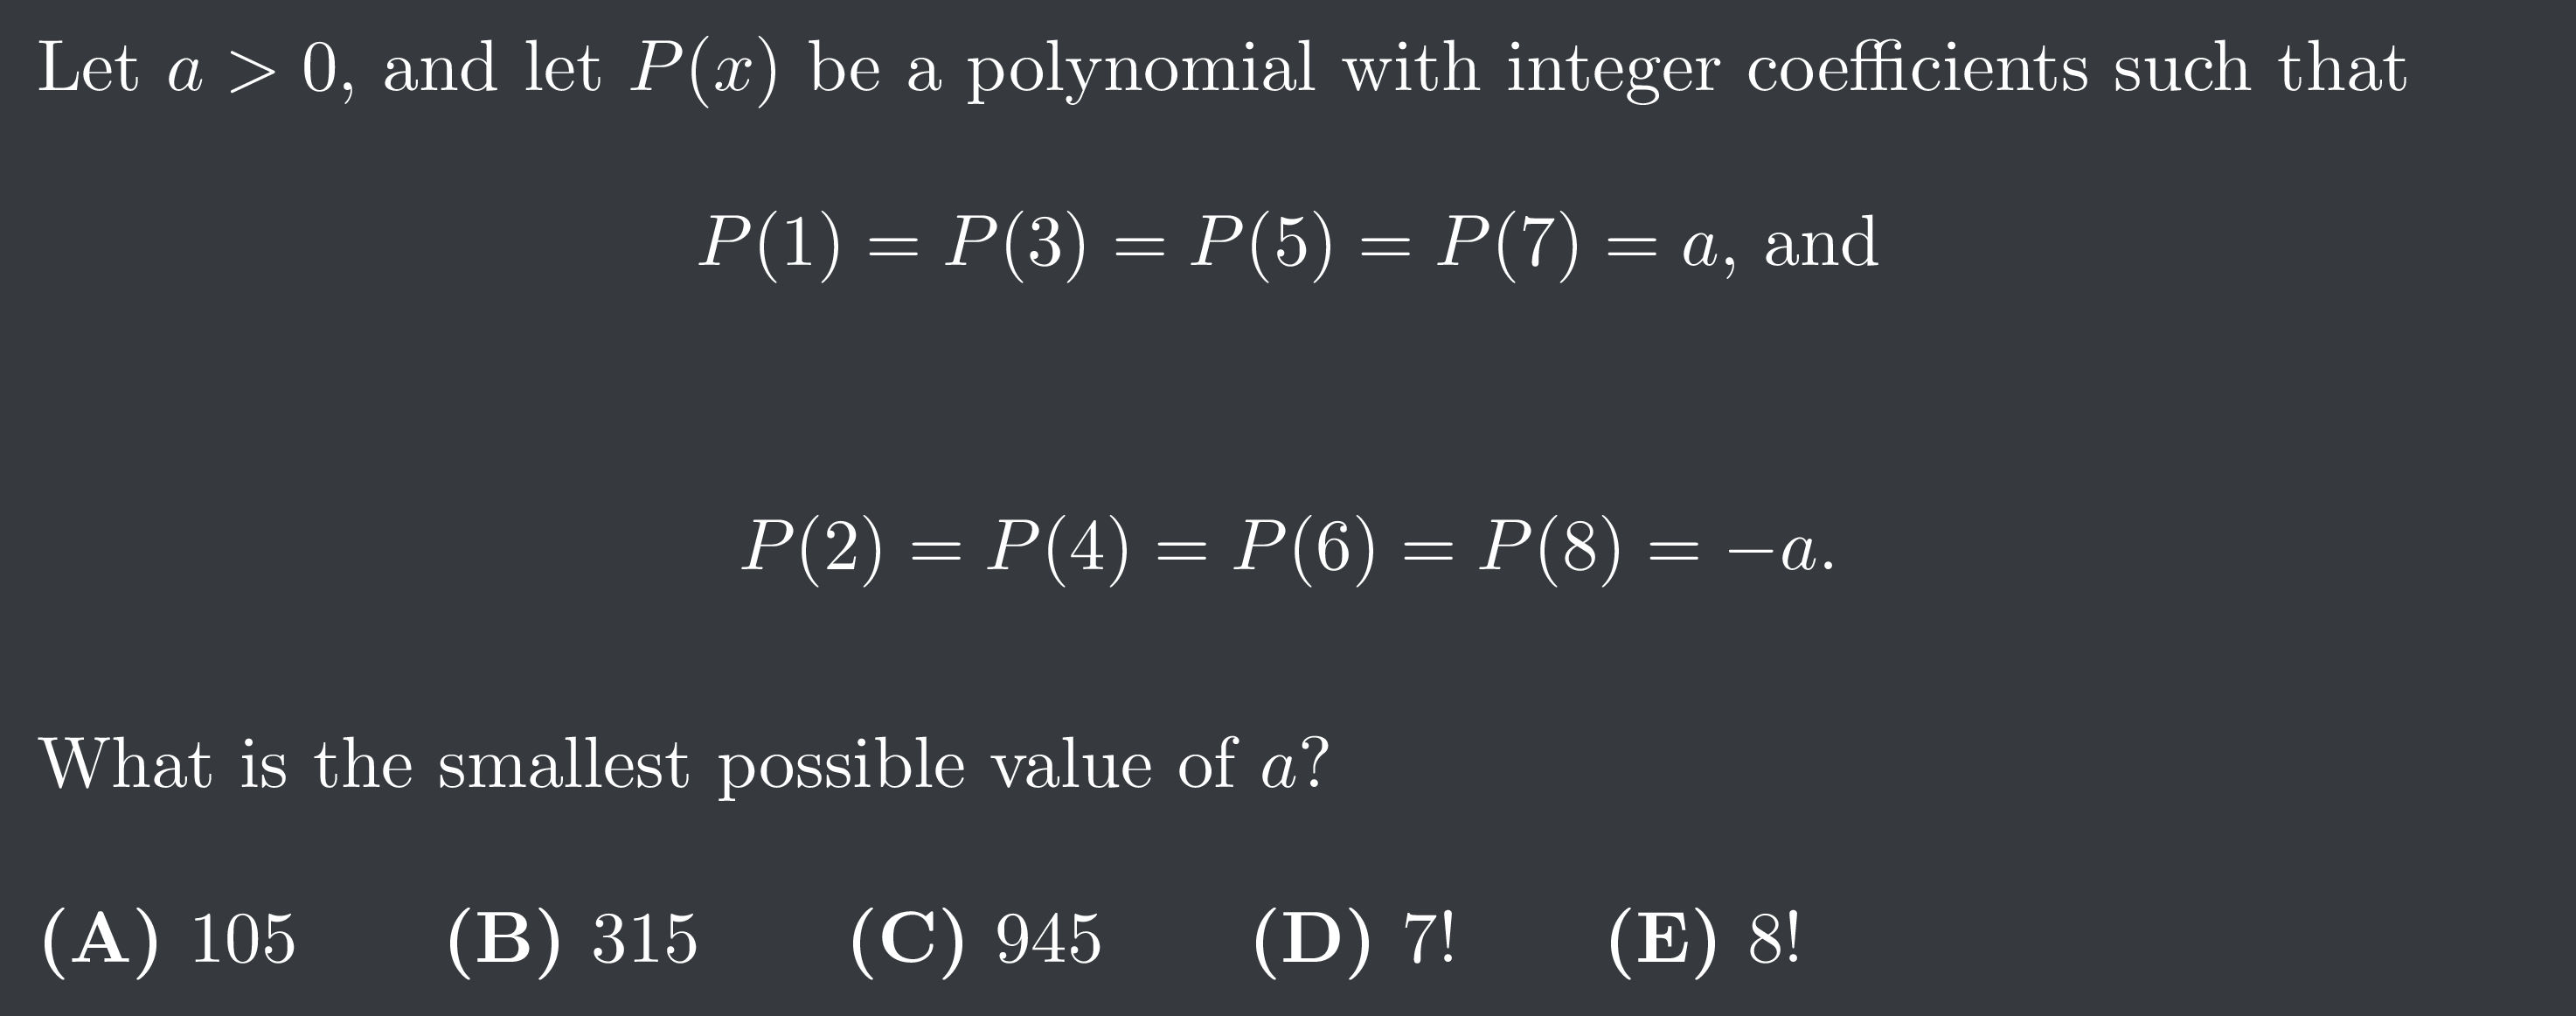 Let a > 0, and let P(x) be a polynomial with integer coefficients such that
P(1) = P(3) = P(5) = P(7) = a, and
P(2) = P(4) = P(6) = P(8) = −a.
What is the smallest possible value of a?
(A) 105 (B) 315 (C) 945 (D) 7! (E) 8!